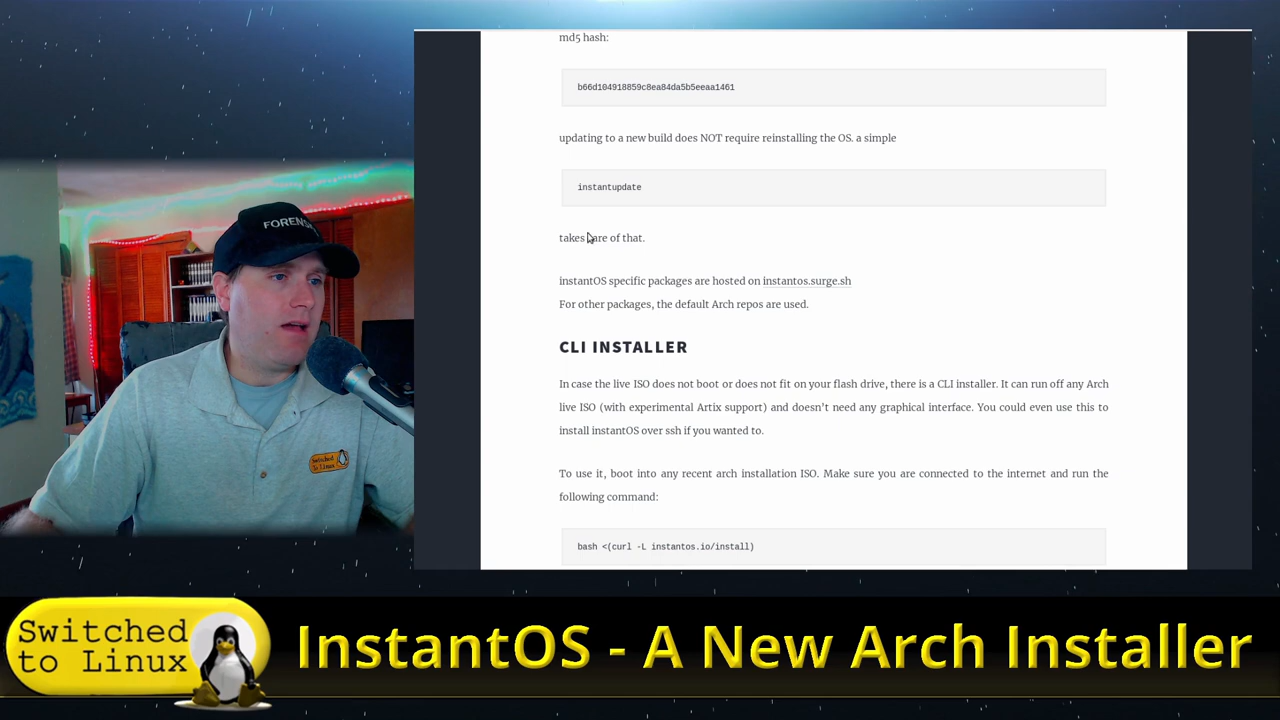 md5 hash:
b66d104918859c8ea84da5b5eeaa1461
updating to a new build does NOT require reinstalling the OS. a simple
instantupdate
takes care of that.
instantOS specific packages are hosted on instantos.surge.sh
For other packages, the default Arch repos are used.
CLI INSTALLER
In case the live ISO does not boot or does not fit on your flash drive, there is a CLI installer. It can run off any Arch
live ISO (with experimental Artix support) and doesn't need any graphical interface. You could even use this to
install instantOS over ssh if you wanted to.
To use it, boot into any recent arch installation ISO. Make sure you are connected to the internet and run the
following command:
bash <(curl -L instantos.io/install)
Switched
to Linux
Switched
to Linux
InstantOS - A New Arch Installer